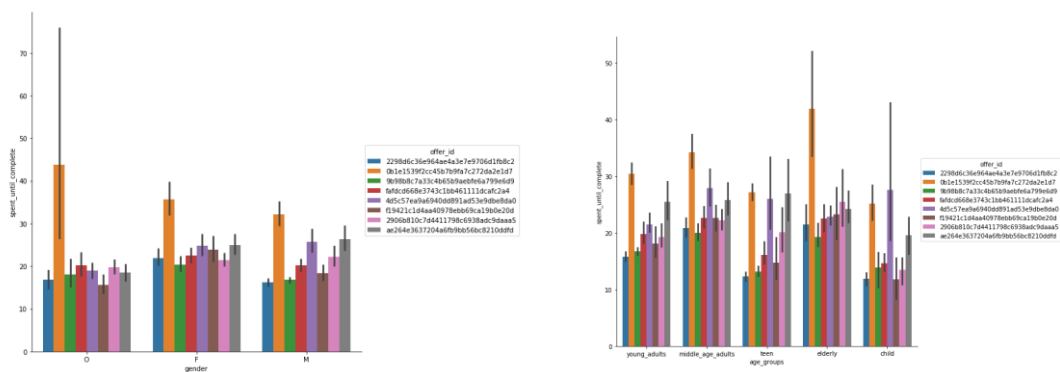 70
60
50
40
30
20
10
0
spent_until_complete
O
F
M
gender
offer_id
2298d6c36e964ae4a3e7e9706d1fb8c2
0b1e1539f2cc45b7b9fa7c272da2e1d7
9b98b8c7a33c4b65b9aebfe6a799e6d9
fafdcd668e3743c1bb461111dcafc2a4
4d5c57ea9a6940dd891ad53e9dbe8da0
f19421c1d4aa40978ebb69ca19b0e20d
2906b810c7d4411798c6938adc9daaa5
ae264e3637204a6fb9bb56bc8210ddfd
50
40
30
20
10
0
spent_until_complete
young_adults
middle_age_adults
teen
elderly
child
age_groups
offer_id
2298d6c36e964ae4a3e7e9706d1fb8c2
0b1e1539f2cc45b7b9fa7c272da2e1d7
9b98b8c7a33c4b65b9aebfe6a799e6d9
fafdcd668e3743c1bb461111dcafc2a4
4d5c57ea9a6940dd891ad53e9dbe8da0
f19421c1d4aa40978ebb69ca19b0e20d
2906b810c7d4411798c6938adc9daaa5
ae264e3637204a6fb9bb56bc8210ddfd